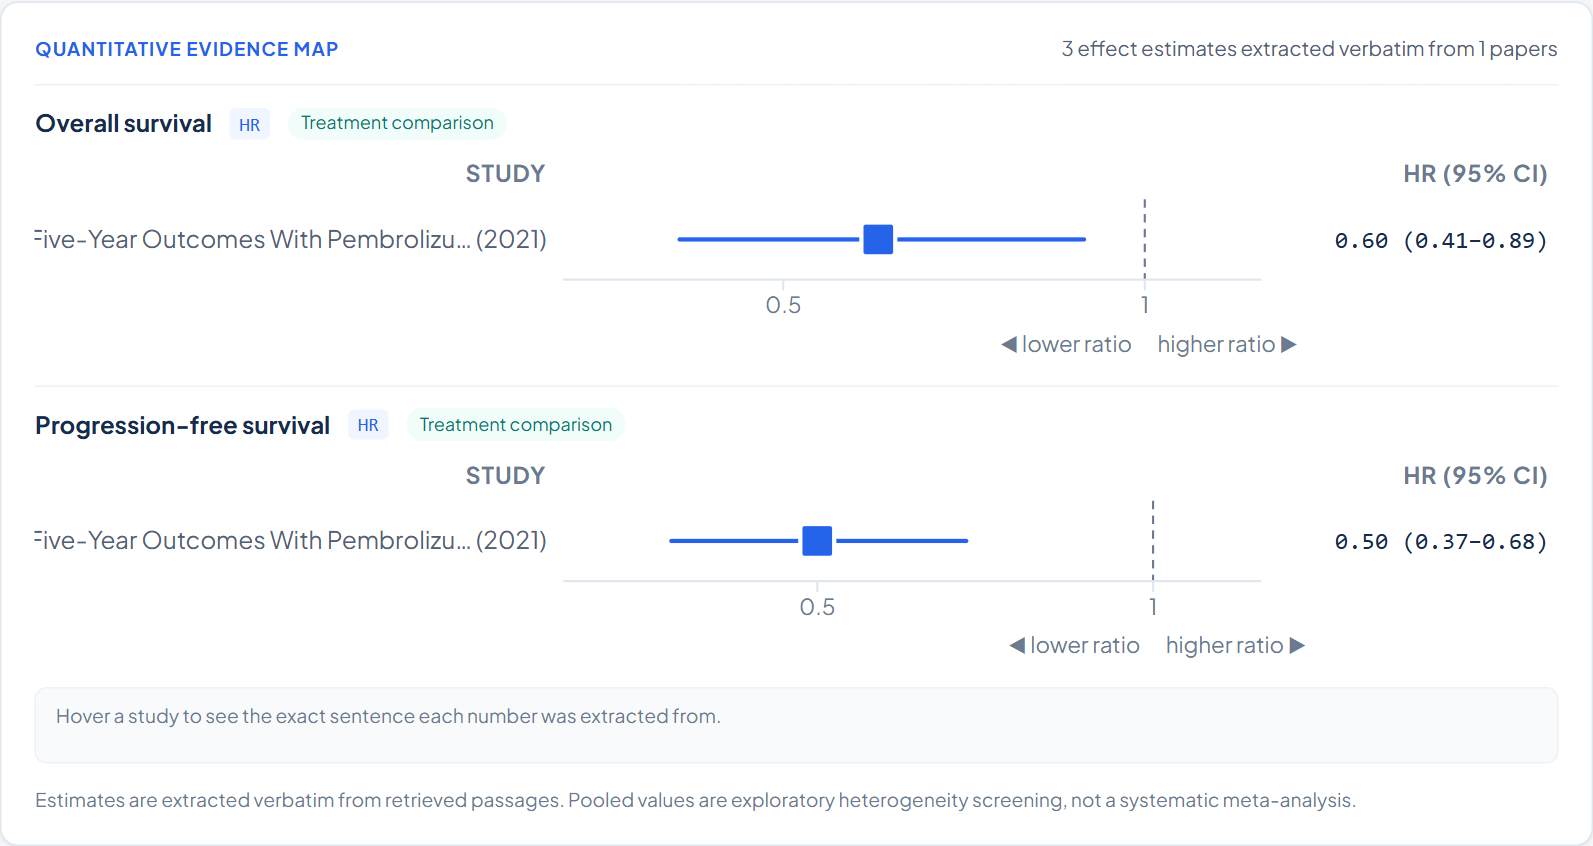 QUANTITATIVE EVIDENCE MAP
3 effect estimates extracted verbatim from 1 papers
Overall survival HR Treatment comparison
STUDY HR (95% CI)
Five-Year Outcomes With Pembrolizu... (2021) 0.60 (0.41–0.89)
0.5 1
◀ lower ratio higher ratio ▶
Progression-free survival HR Treatment comparison
STUDY HR (95% CI)
Five-Year Outcomes With Pembrolizu... (2021) 0.50 (0.37–0.68)
0.5 1
◀ lower ratio higher ratio ▶
Hover a study to see the exact sentence each number was extracted from.
Estimates are extracted verbatim from retrieved passages. Pooled values are exploratory heterogeneity screening, not a systematic meta-analysis.